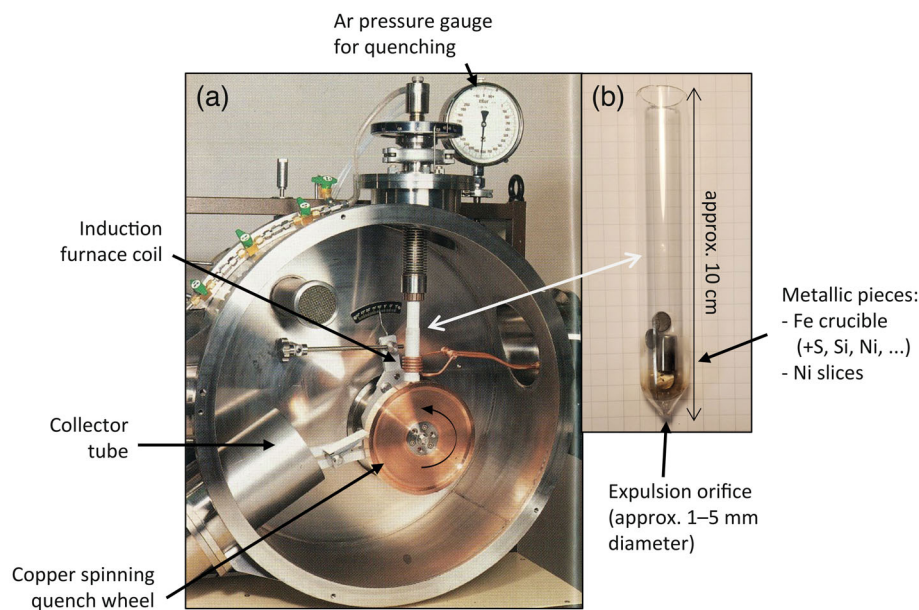 Ar pressure gauge
for quenching
(a)
(b)
Induction
furnace coil
approx. 10 cm
Metallic pieces:
- Fe crucible
(+S, Si, Ni, ...)
- Ni slices
Collector
tube
Expulsion orifice
(approx. 1–5 mm
diameter)
Copper spinning
quench wheel